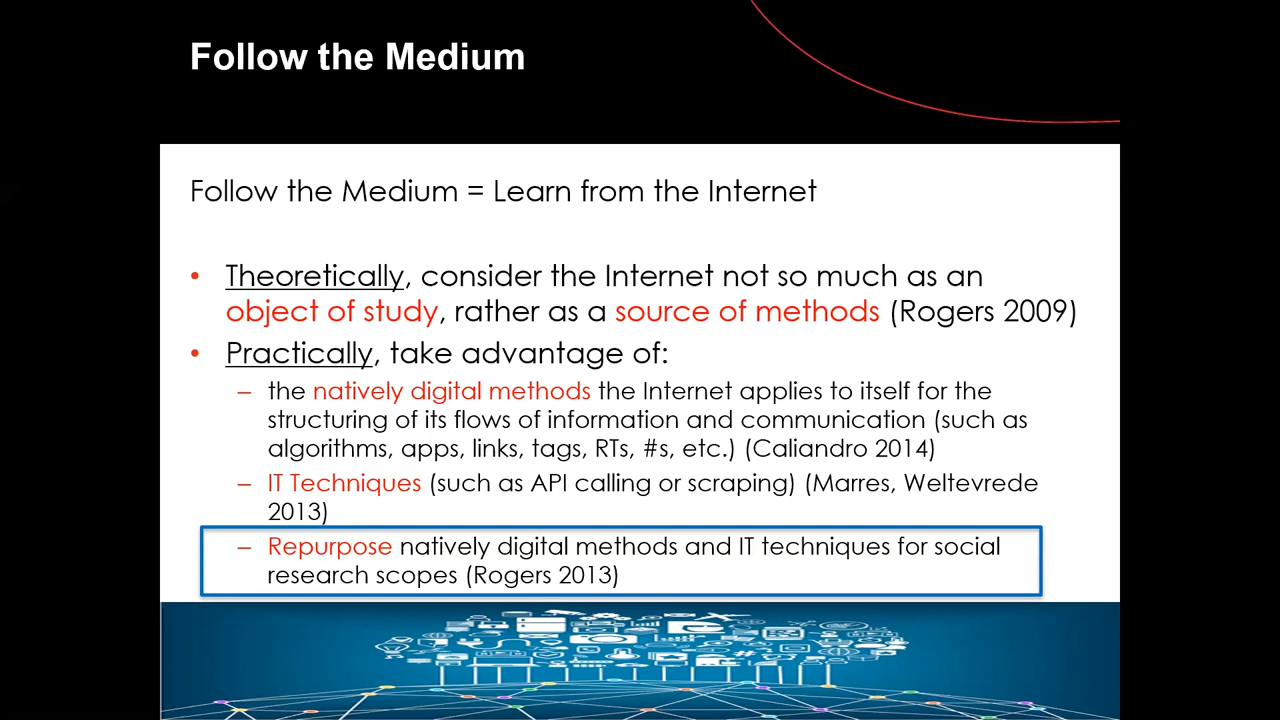 Follow the Medium
Follow the Medium = Learn from the Internet
• Theoretically, consider the Internet not so much as an
object of study, rather as a source of methods (Rogers 2009)
• Practically, take advantage of:
– the natively digital methods the Internet applies to itself for the
structuring of its flows of information and communication (such as
algorithms, apps, links, tags, RTs, #s, etc.) (Caliandro 2014)
– IT Techniques (such as API calling or scraping) (Marres, Weltevrede
2013)
– Repurpose natively digital methods and IT techniques for social
research scopes (Rogers 2013)